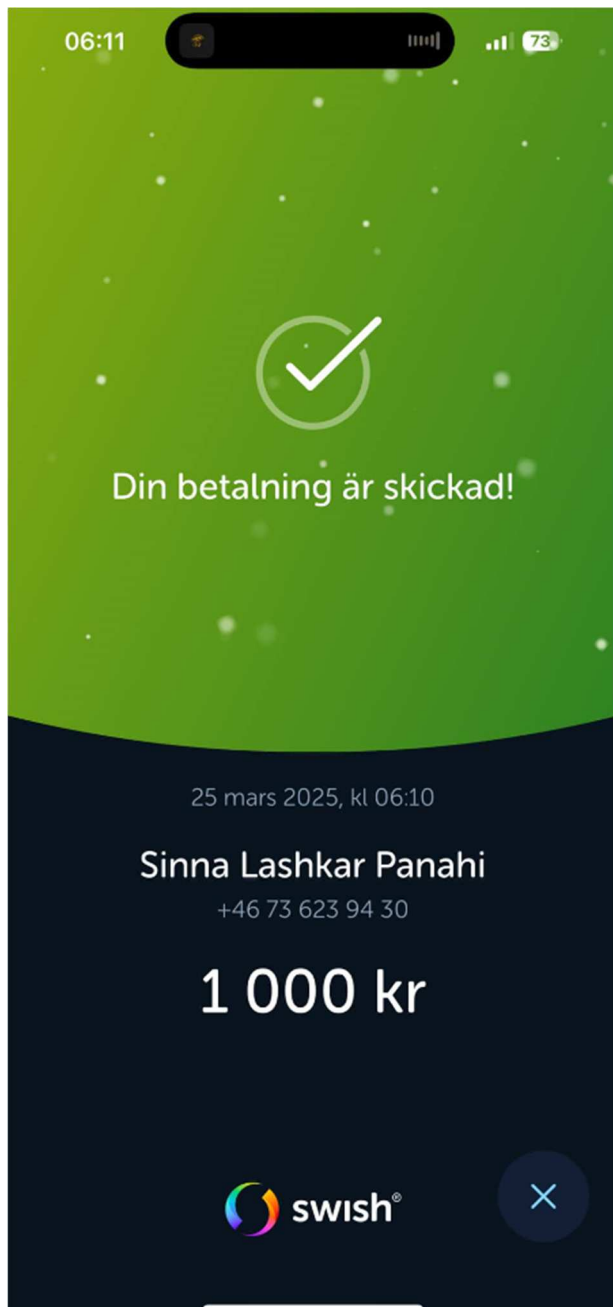 06:11
73
Din betalning är skickad!
25 mars 2025, kl 06:10
Sinna Lashkar Panahi
+46 73 623 94 30
1 000 kr
swish®